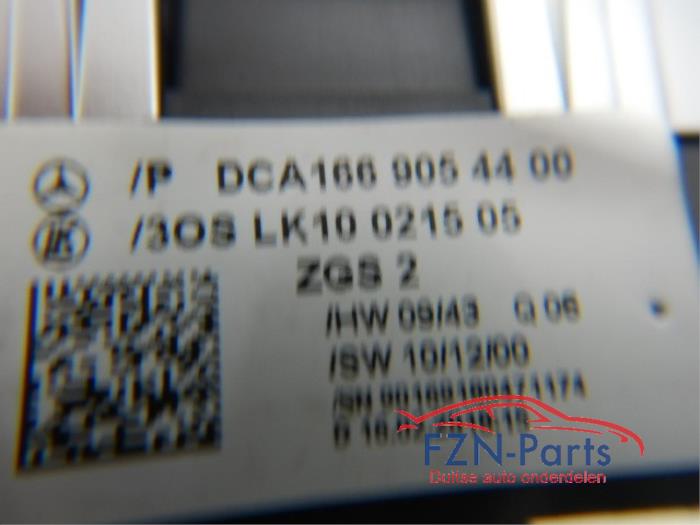 /P DCA166 905 44 00
LK /3OS LK10 0215 05
ZGS 2
/HW 09/43 Q 06
/SW 10/12/00
FZN-Parts
Duitse auto onderdelen